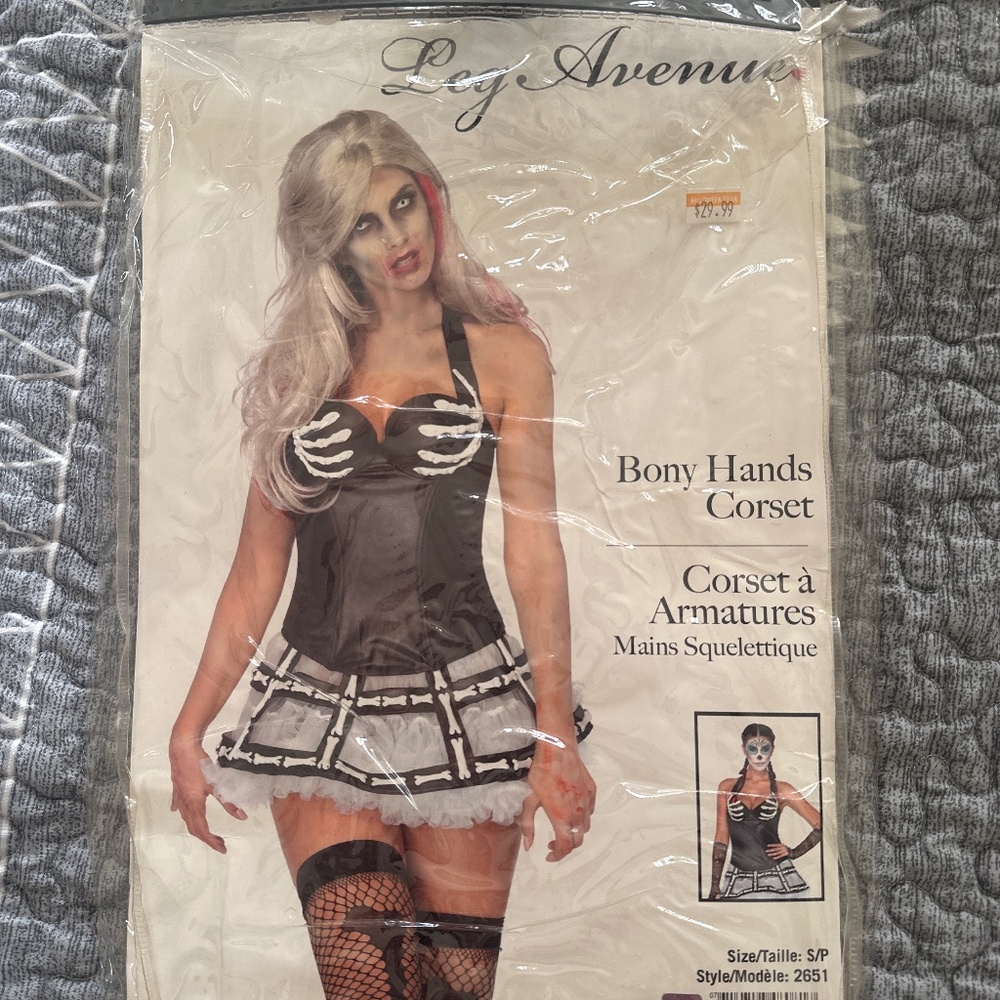 Leg Avenue
$29.99
Bony Hands
Corset
Corset à
Armatures
Mains Squelettique
Size/Taille: S/P
Style/Modèle: 2651